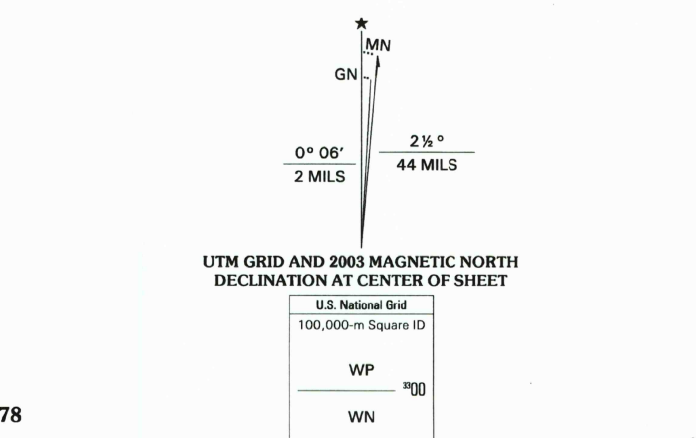 ★
MN
GN
0° 06′
2 MILS
2½°
44 MILS
UTM GRID AND 2003 MAGNETIC NORTH
DECLINATION AT CENTER OF SHEET
U.S. National Grid
100,000-m Square ID
WP
3300
WN
78